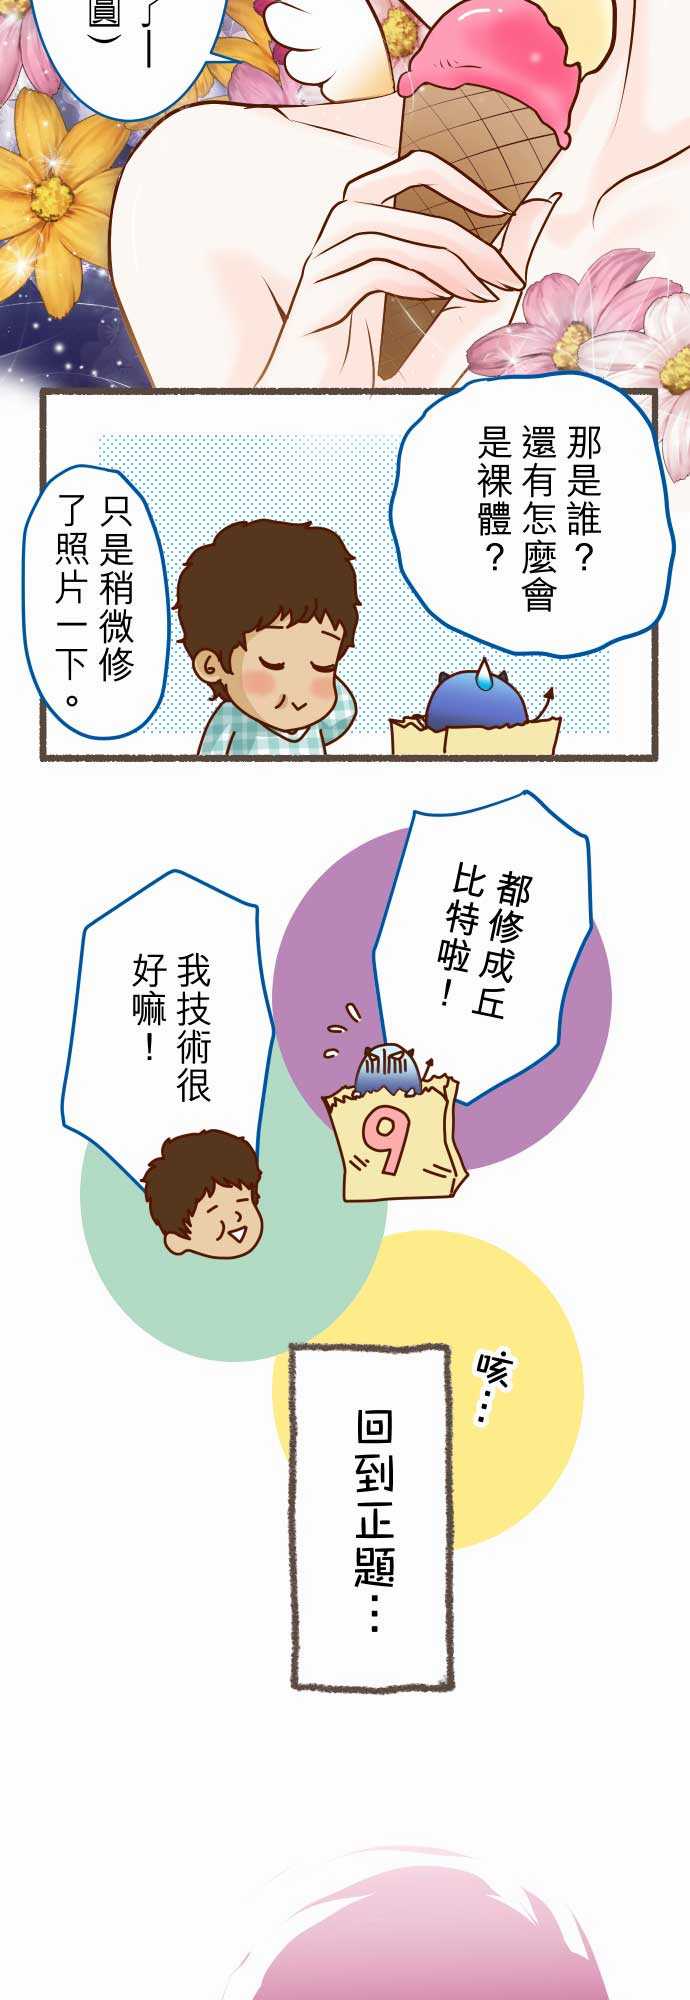 了—
圓）
那是誰？
還有怎麼會
是裸體？
只是稍微修
了照片一下。
都修成丘
比特啦！
9
我技術很
好嘛！
咳…
回到正題…